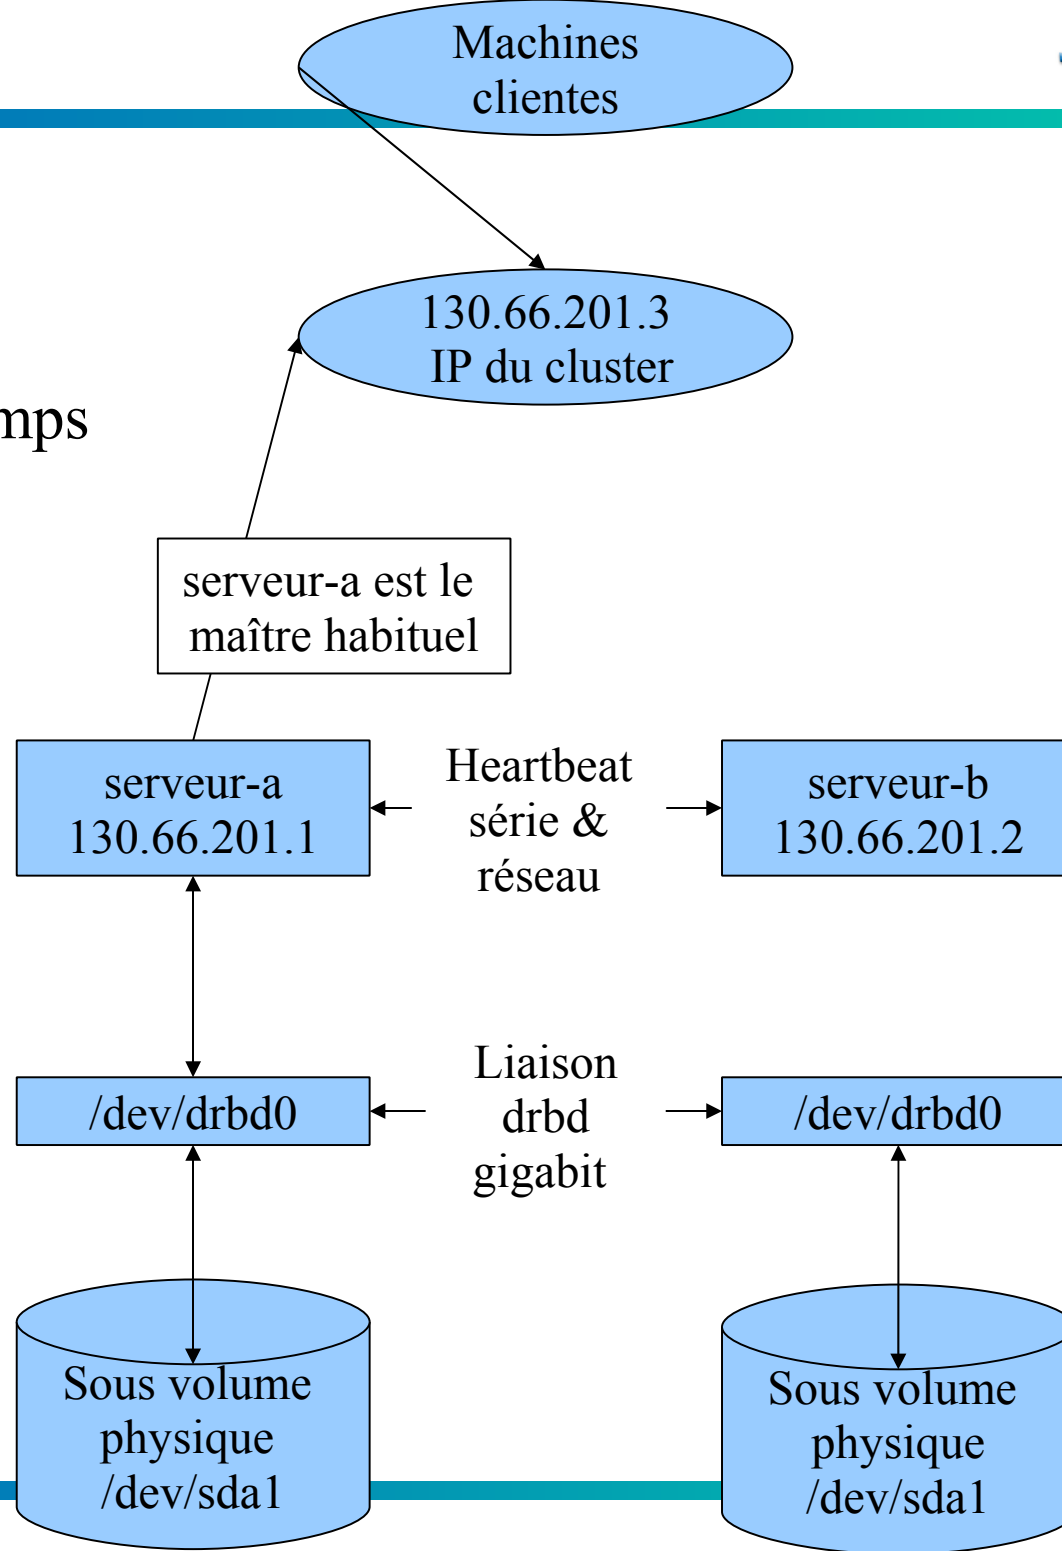 Machines
clientes
130.66.201.3
IP du cluster
mps
serveur-a est le
maître habituel
serveur-a
130.66.201.1
Heartbeat
série &
réseau
serveur-b
130.66.201.2
/dev/drbd0
Liaison
drbd
gigabit
/dev/drbd0
Sous volume
physique
/dev/sda1
Sous volume
physique
/dev/sda1